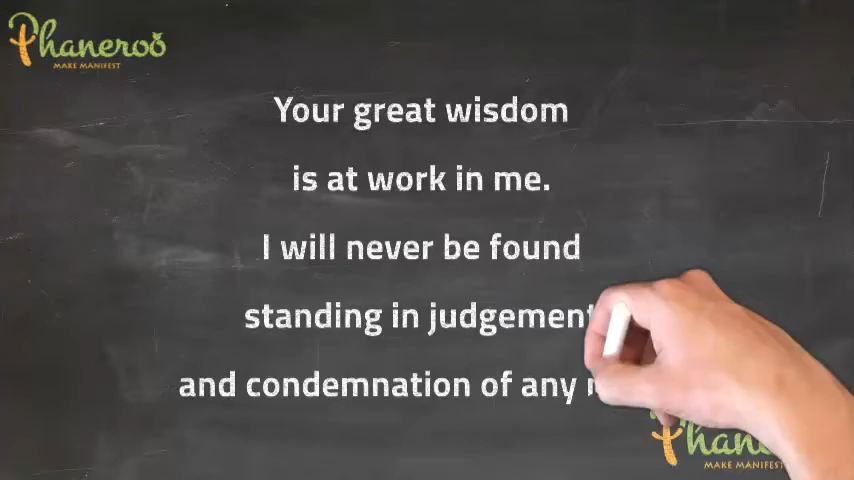 Phaneroo
MAKE MANIFEST
Your great wisdom
is at work in me.
I will never be found
standing in judgement
and condemnation of any
MAKE MANIFEST